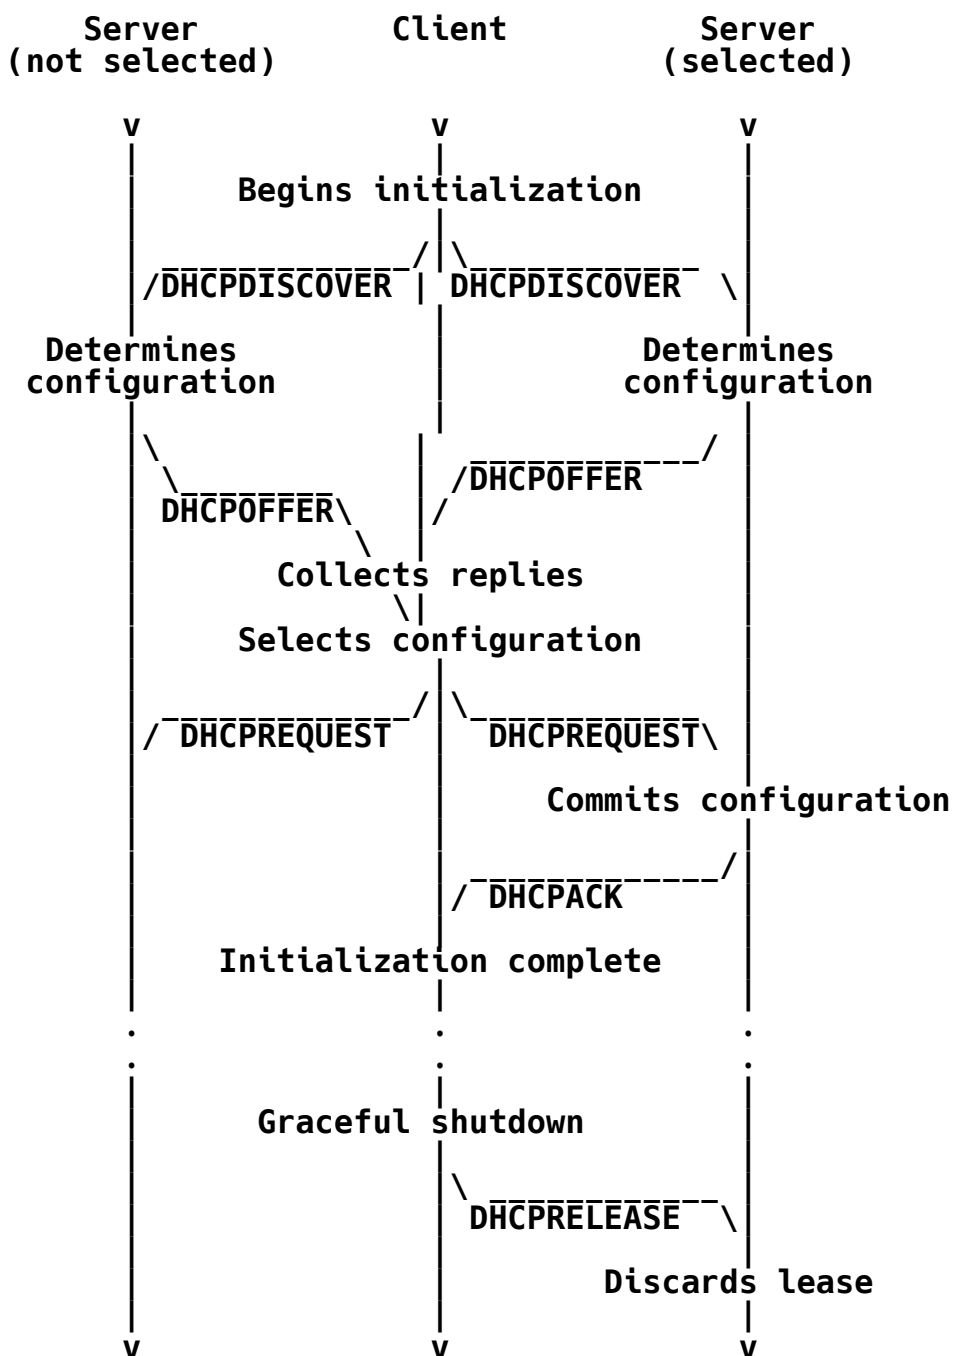 Server Client Server
(not selected) (selected)
v v v
Begins initialization
DHCPDISCOVER DHCPDISCOVER
Determines Determines
configuration configuration
DHCPOFFER
DHCPOFFER
Collects replies
Selects configuration
DHCPREQUEST DHCPREQUEST
Commits configuration
DHCPACK
Initialization complete
. . .
. . .
Graceful shutdown
DHCPRELEASE
Discards lease
v v v